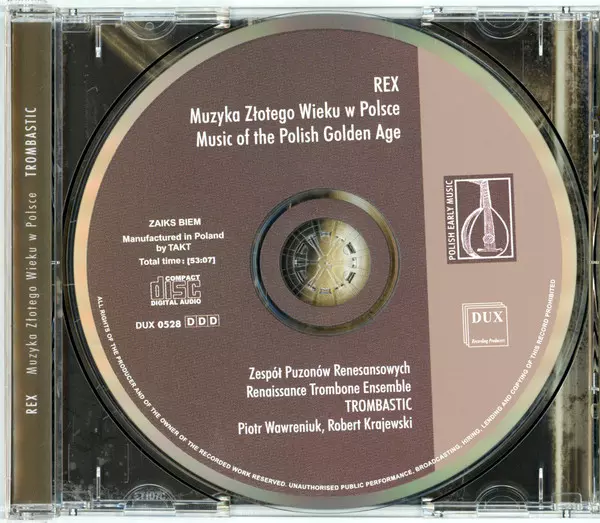 REX Muzyka Złotego Wieku w Polsce TROMBASTIC
REX
Muzyka Złotego Wieku w Polsce
Music of the Polish Golden Age
POLISH EARLY MUSIC
ZAIKS BIEM
Manufactured in Poland
by TAKT
Total time: [53:07]
COMPACT
disc
DIGITAL AUDIO
DUX 0528 DDD
DUX
Recording Producer
Zespół Puzonów Renesansowych
Renaissance Trombone Ensemble
TROMBASTIC
Piotr Wawreniuk, Robert Krajewski
ALL RIGHTS OF THE PRODUCER AND OF THE OWNER OF THE RECORDED WORK RESERVED. UNAUTHORISED PUBLIC PERFORMANCE, BROADCASTING, HIRING, LENDING AND COPYING OF THIS RECORD PROHIBITED